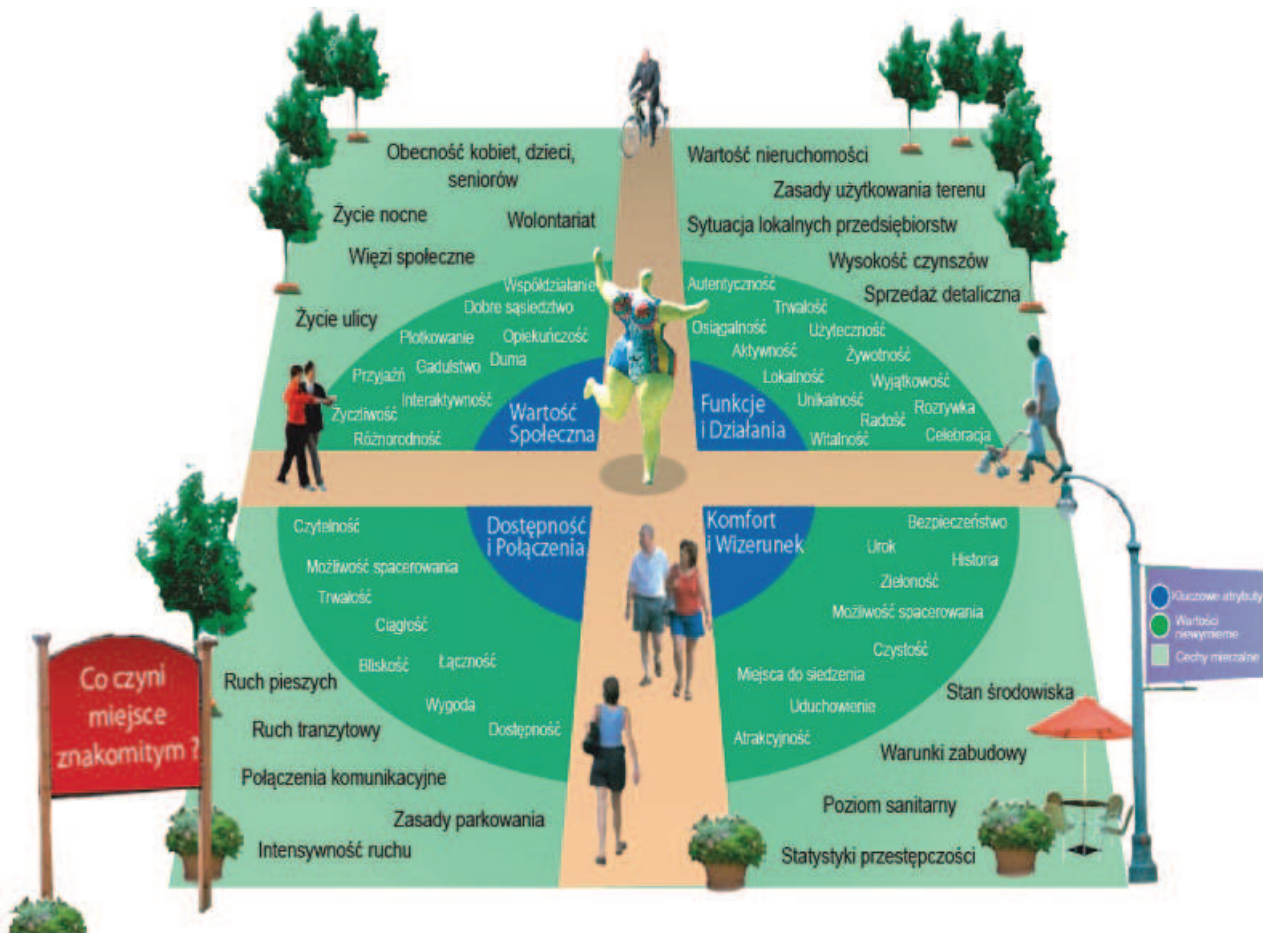 Obecność kobiet, dzieci,
seniorów
Życie nocne
Wolontariat
Więzi społeczne
Życie ulicy
Współdziałanie
Dobre sąsiedztwo
Plotkowanie
Opiekuńczość
Gadulstwo
Duma
Przyjaźń
Interaktywność
Życzliwość
Różnorodność
Wartość
Społeczna
Wartość nieruchomości
Zasady użytkowania terenu
Sytuacja lokalnych przedsiębiorstw
Wysokość czynszów
Sprzedaż detaliczna
Autentyczność
Trwałość
Osiągalność
Użyteczność
Aktywność
Żywotność
Lokalność
Wyjątkowość
Unikalność
Rozrywka
Radość
Witalność
Celebracja
Funkcje
i Działania
Dostępność
i Połączenia
Czytelność
Możliwość spacerowania
Trwałość
Ciągłość
Bliskość
Łączność
Wygoda
Dostępność
Ruch pieszych
Ruch tranzytowy
Połączenia komunikacyjne
Zasady parkowania
Intensywność ruchu
Komfort
i Wizerunek
Bezpieczeństwo
Urok
Historia
Zieloność
Możliwość spacerowania
Czystość
Miejsca do siedzenia
Uduchowienie
Atrakcyjność
Stan środowiska
Warunki zabudowy
Poziom sanitarny
Statystyki przestępczości
Co czyni
miejsce
znakomitym ?
Kluczowe atrybuty
Wartości
niewymierne
Cechy mierzalne